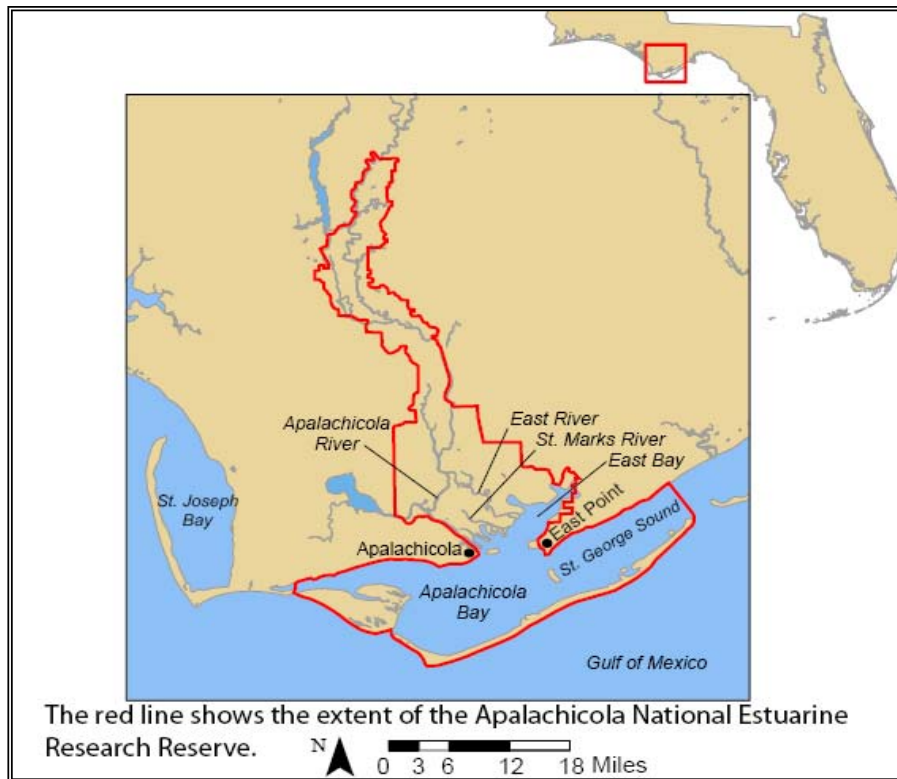 Apalachicola
River
East River
St. Marks River
East Bay
St. Joseph
Bay
East Point
St. George Sound
Apalachicola
Apalachicola
Bay
Gulf of Mexico
The red line shows the extent of the Apalachicola National Estuarine
Research Reserve.
N
0 3 6 12 18 Miles